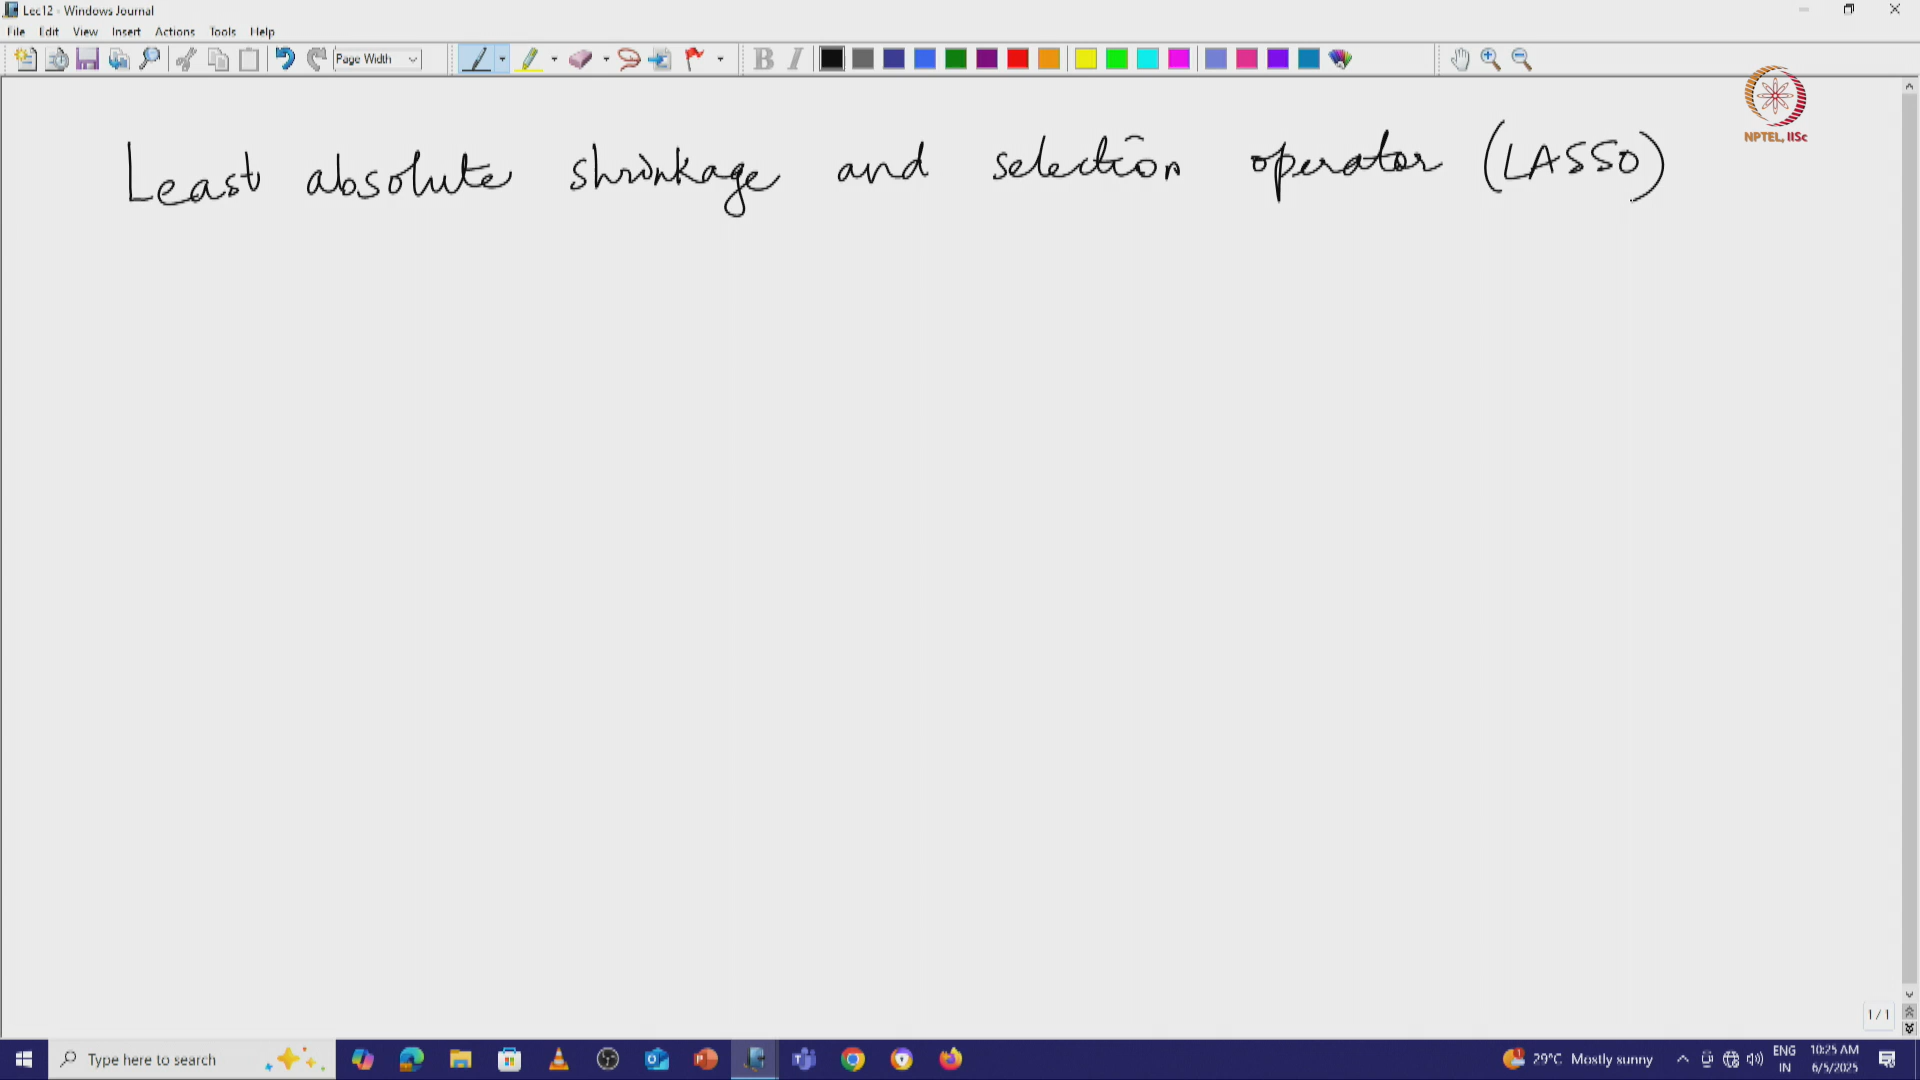 Lec12 - Windows Journal
File Edit View Insert Actions Tools Help
Page Width
B I
NPTEL, IISc
Least absolute shrinkage and selection operator (LASSO)
1 / 1
Type here to search
29°C Mostly sunny
ENG
IN
10:25 AM
6/5/2025